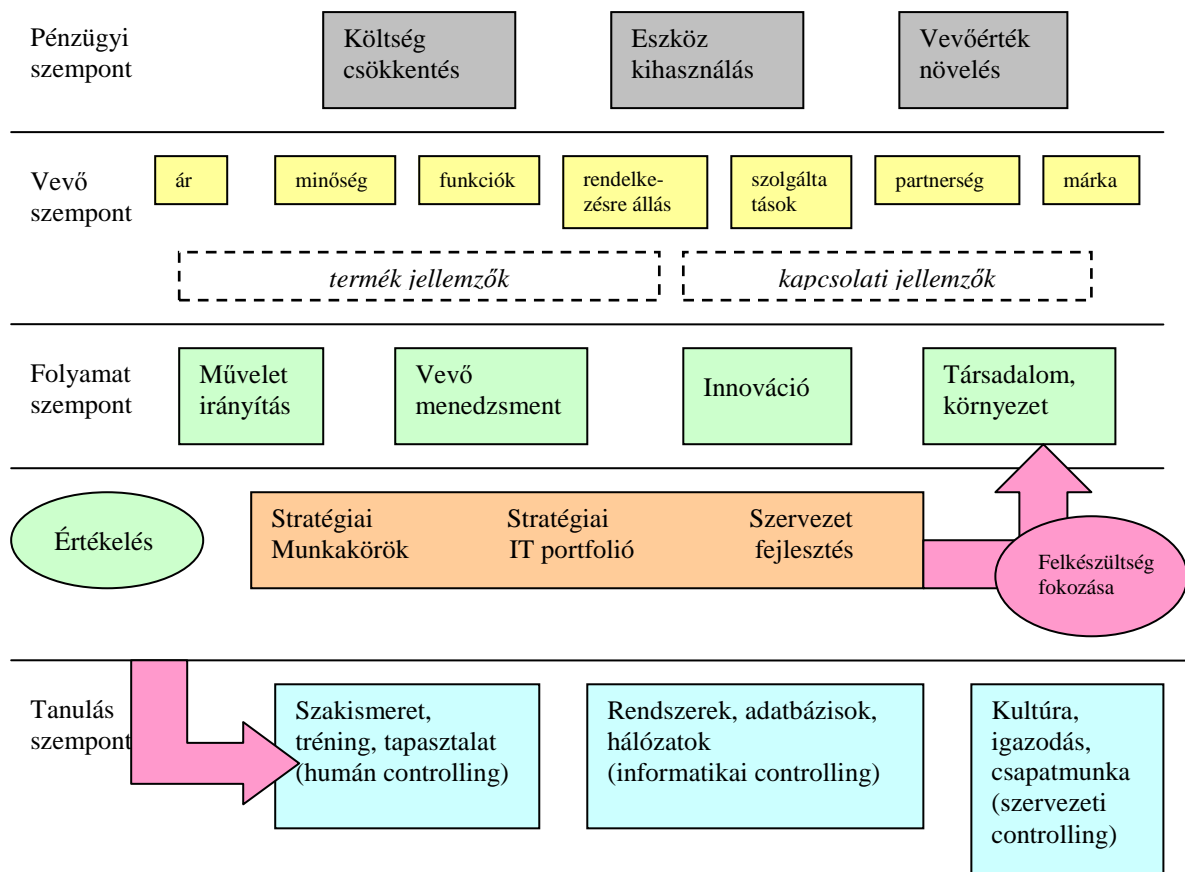 Pénzügyi
szempont
Költség
csökkentés
Eszköz
kihasználás
Vevőérték
növelés
Vevő
szempont
ár
minőség
funkciók
rendelke-
zésre állás
szolgálta
tások
partnerség
márka
termék jellemzők
kapcsolati jellemzők
Folyamat
szempont
Művelet
irányítás
Vevő
menedzsment
Innováció
Társadalom,
környezet
Értékelés
Stratégiai
Munkakörök
Stratégiai
IT portfolió
Szervezet
fejlesztés
Felkészültség
fokozása
Tanulás
szempont
Szakismeret,
tréning, tapasztalat
(humán controlling)
Rendszerek, adatbázisok,
hálózatok
(informatikai controlling)
Kultúra,
igazodás,
csapatmunka
(szervezeti
controlling)